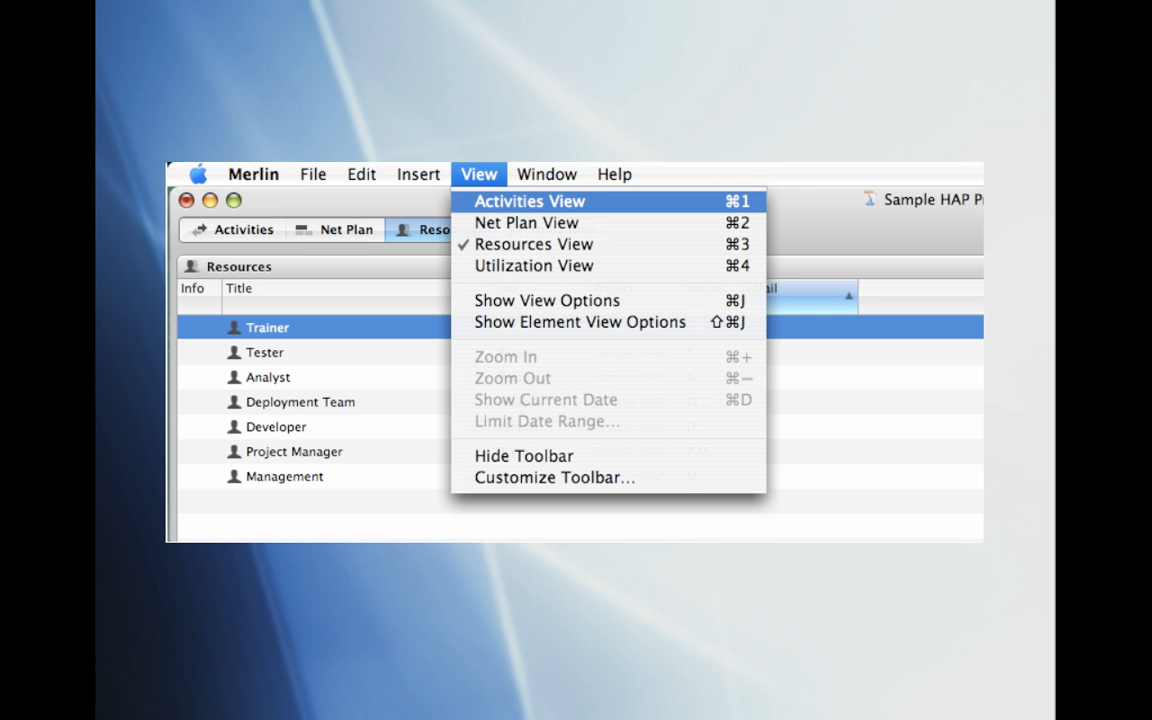 Merlin File Edit Insert View Window Help
Sample HAP
Activities Net Plan
Resources
Info Title
Trainer
Tester
Analyst
Deployment Team
Developer
Project Manager
Management
Activities View ⌘1
Net Plan View ⌘2
✓ Resources View ⌘3
Utilization View ⌘4
Show View Options ⌘J
Show Element View Options ⇧⌘J
Zoom In ⌘+
Zoom Out ⌘−
Show Current Date ⌘D
Limit Date Range...
Hide Toolbar
Customize Toolbar...